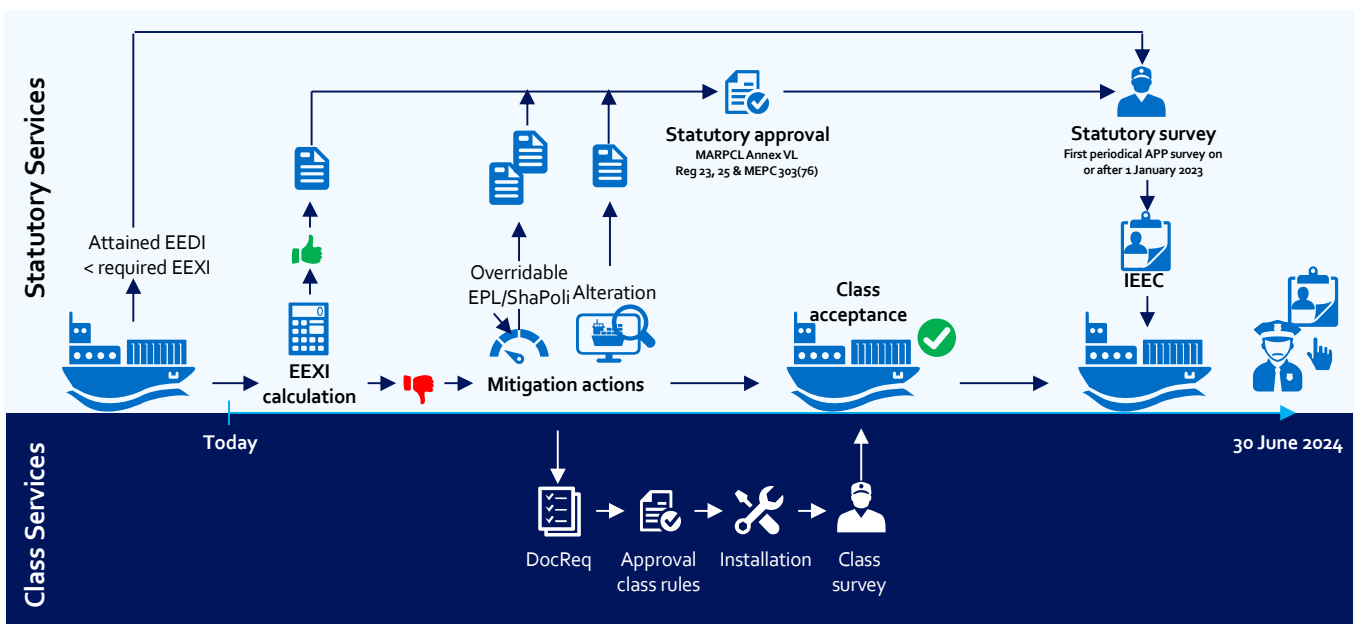 Statutory Services
Attained EEDI
< required EEXI
EEXI
calculation
Overridable
EPL/ShaPoli
Alteration
Mitigation actions
Statutory approval
MARPCL Annex VL
Reg 23, 25 & MEPC 303(76)
Class
acceptance
Statutory survey
First periodical APP survey on
or after 1 January 2023
IEEC
Today
30 June 2024
Class Services
DocReq
Approval
class rules
Installation
Class
survey